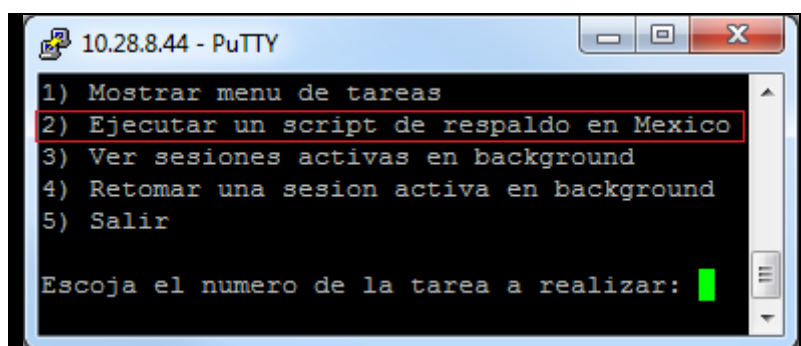 10.28.8.44 - PuTTY
1) Mostrar menu de tareas
2) Ejecutar un script de respaldo en Mexico
3) Ver sesiones activas en background
4) Retomar una sesion activa en background
5) Salir
Escoja el numero de la tarea a realizar: